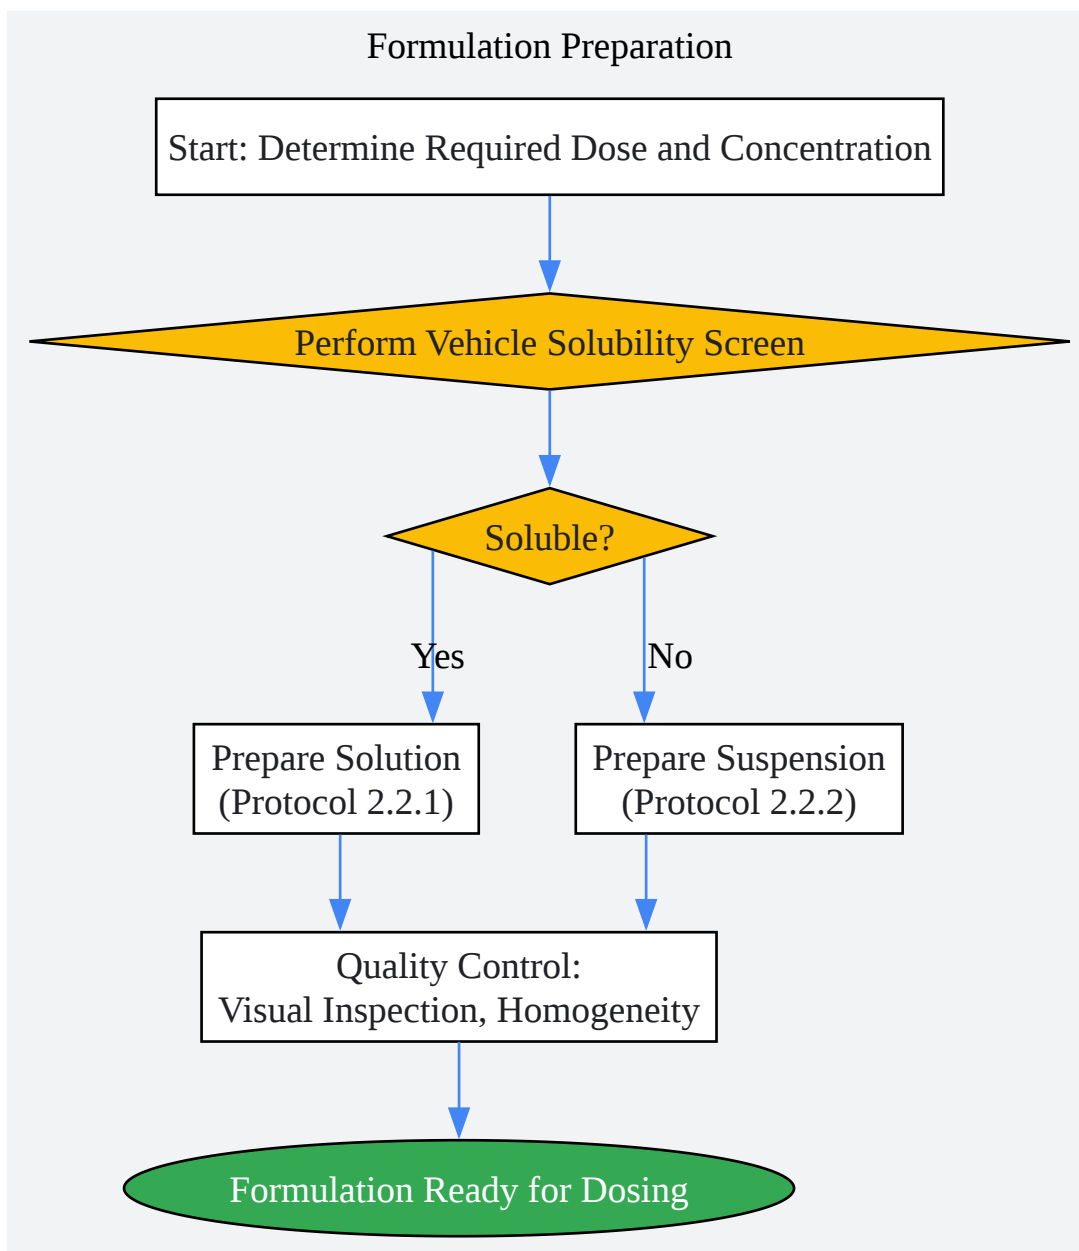 Formulation Preparation
Start: Determine Required Dose and Concentration
Perform Vehicle Solubility Screen
Soluble?
Yes
No
Prepare Solution
(Protocol 2.2.1)
Prepare Suspension
(Protocol 2.2.2)
Quality Control:
Visual Inspection, Homogeneity
Formulation Ready for Dosing